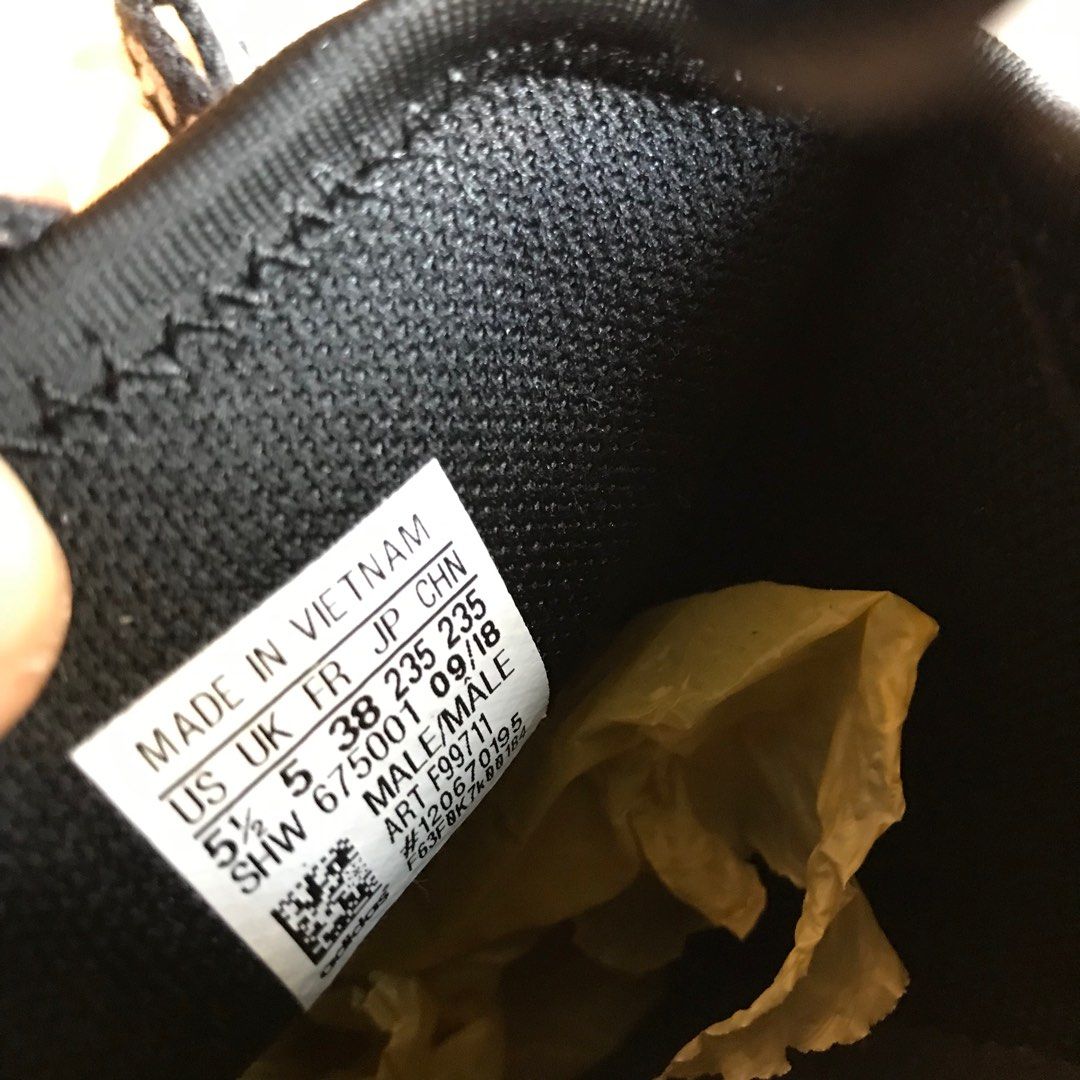 MADE IN VIETNAM
US UK FR JP CHN
5½ 5 38 235 235
SHW 675001 09/18
MALE/MÂLE
ART F99711
#120670195
F63F0K7k00184
adidas